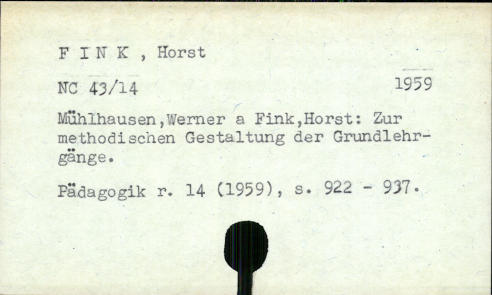 F I N K , Horst
NC 43/14 1959
Mühlhausen,Werner a Fink,Horst: Zur
methodischen Gestaltung der Grundlehr-
gänge.
Pädagogik r. 14 (1959), s. 922 - 937.